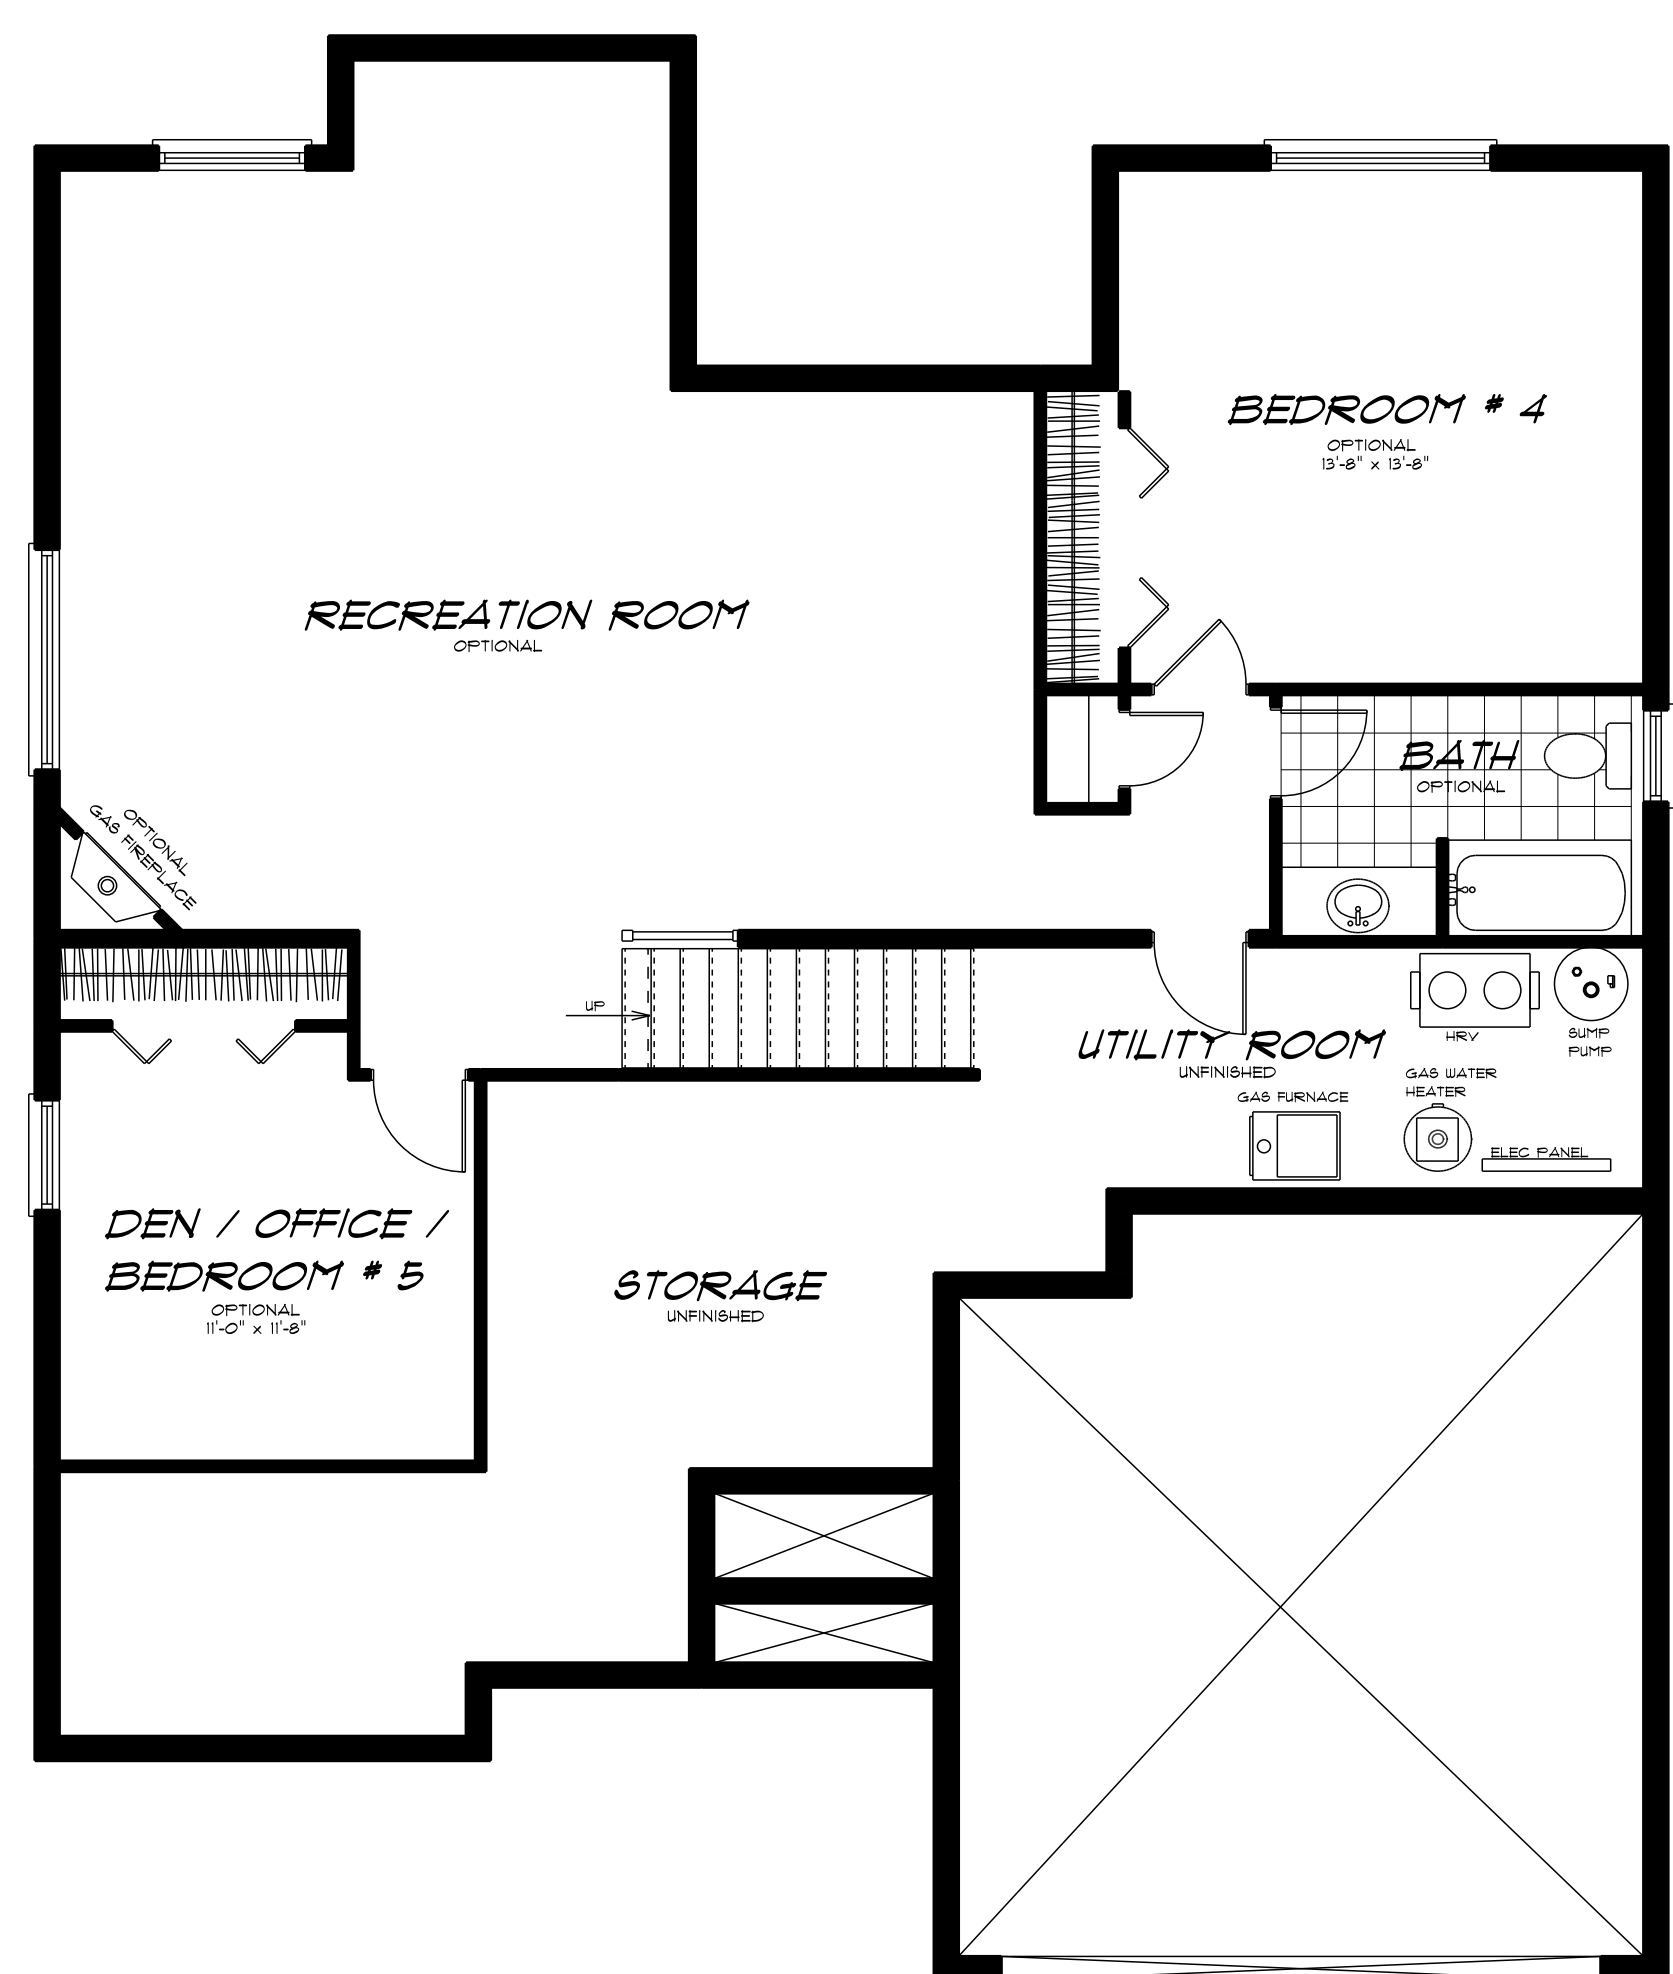 BEDROOM # 4
OPTIONAL
13'-8" x 13'-8"
RECREATION ROOM
OPTIONAL
BATH
OPTIONAL
OPTIONAL
GAS FIREPLACE
UP
UTILITY ROOM
UNFINISHED
HRV
SUMP
PUMP
GAS WATER
HEATER
GAS FURNACE
ELEC PANEL
DEN / OFFICE /
BEDROOM # 5
OPTIONAL
11'-0" x 11'-8"
STORAGE
UNFINISHED